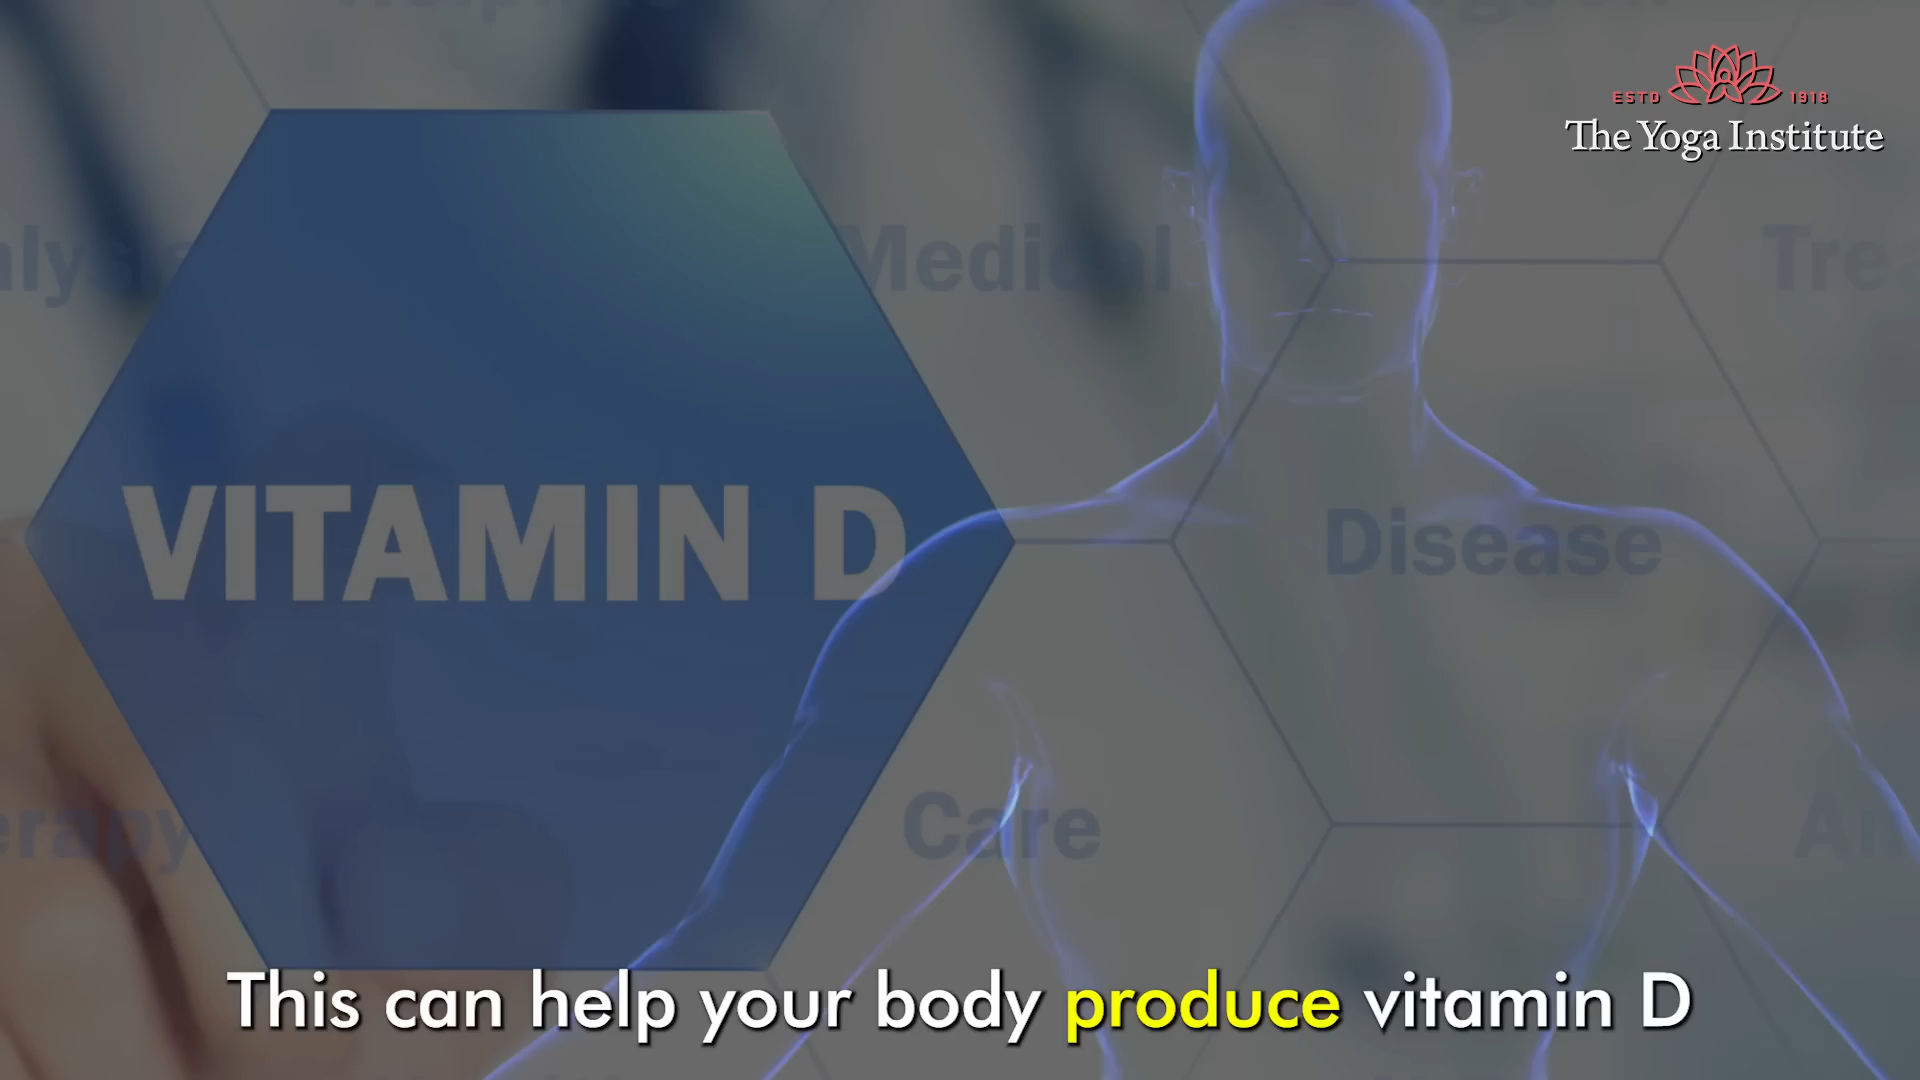 ESTD 1918
The Yoga Institute
Medical
VITAMIN D
Disease
Care
This can help your body produce vitamin D